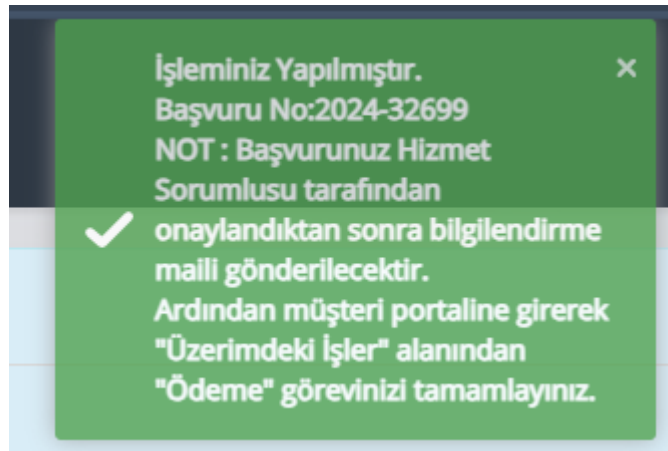 İşleminiz Yapılmıştır.
Başvuru No:2024-32699
NOT : Başvurunuz Hizmet
Sorumlusu tarafından
onaylandıktan sonra bilgilendirme
maili gönderilecektir.
Ardından müşteri portaline girerek
"Üzerimdeki İşler" alanından
"Ödeme" görevinizi tamamlayınız.